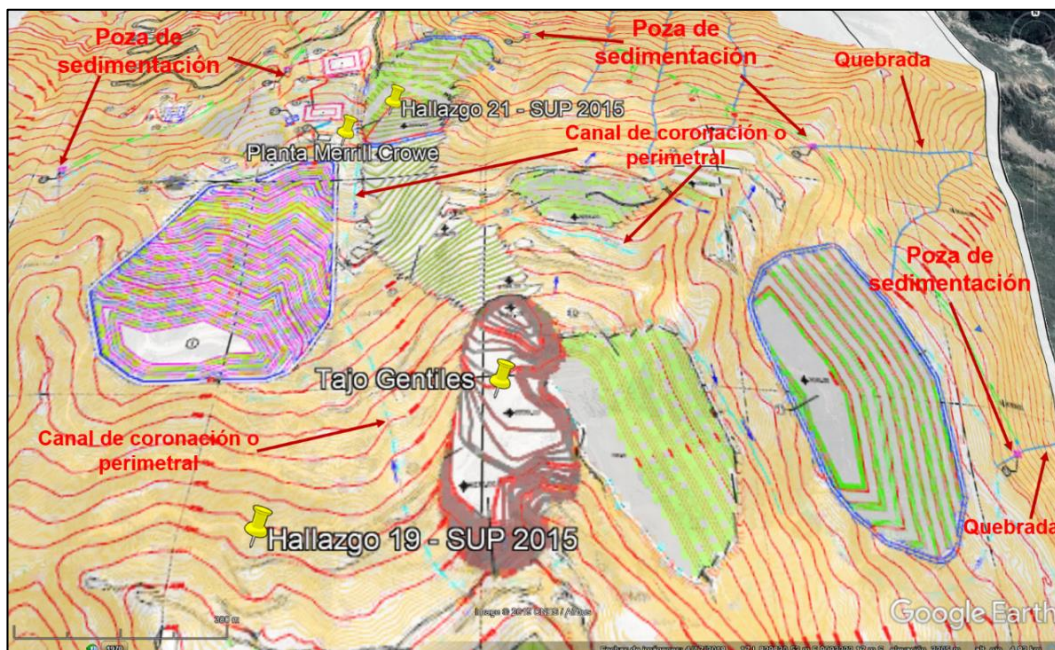 Poza de
sedimentación
Poza de
sedimentación
Quebrada
Hallazgo 21 - SUP 2015
Planta Merrill Crowe
Canal de coronación o
perimetral
Poza de
sedimentación
Tajo Gentiles
Canal de coronación o
perimetral
Hallazgo 19 - SUP 2015
Quebrada
Google Earth